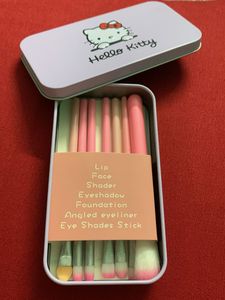 Hello Kitty
Lip
Face
Shader
Eyeshadow
Foundation
Angled eyeliner
Eye Shades Stick